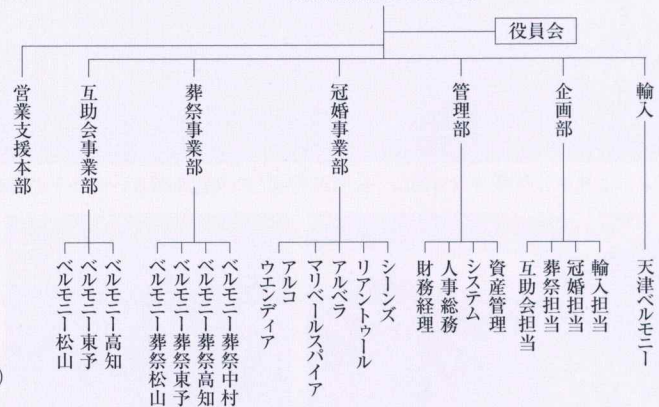 役員会
輸入
企画部
管理部
冠婚事業部
葬祭事業部
互助会事業部
営業支援本部
天津ベルモニー
輸入担当
冠婚担当
葬祭担当
互助会担当
資産管理
システム
人事総務
財務経理
シーンズ
リアントゥール
アルベラ
マリベールスパイア
アルコ
ウエンディア
ベルモニー葬祭中村
ベルモニー葬祭高知
ベルモニー葬祭東予
ベルモニー葬祭松山
ベルモニー高知
ベルモニー東予
ベルモニー松山
)